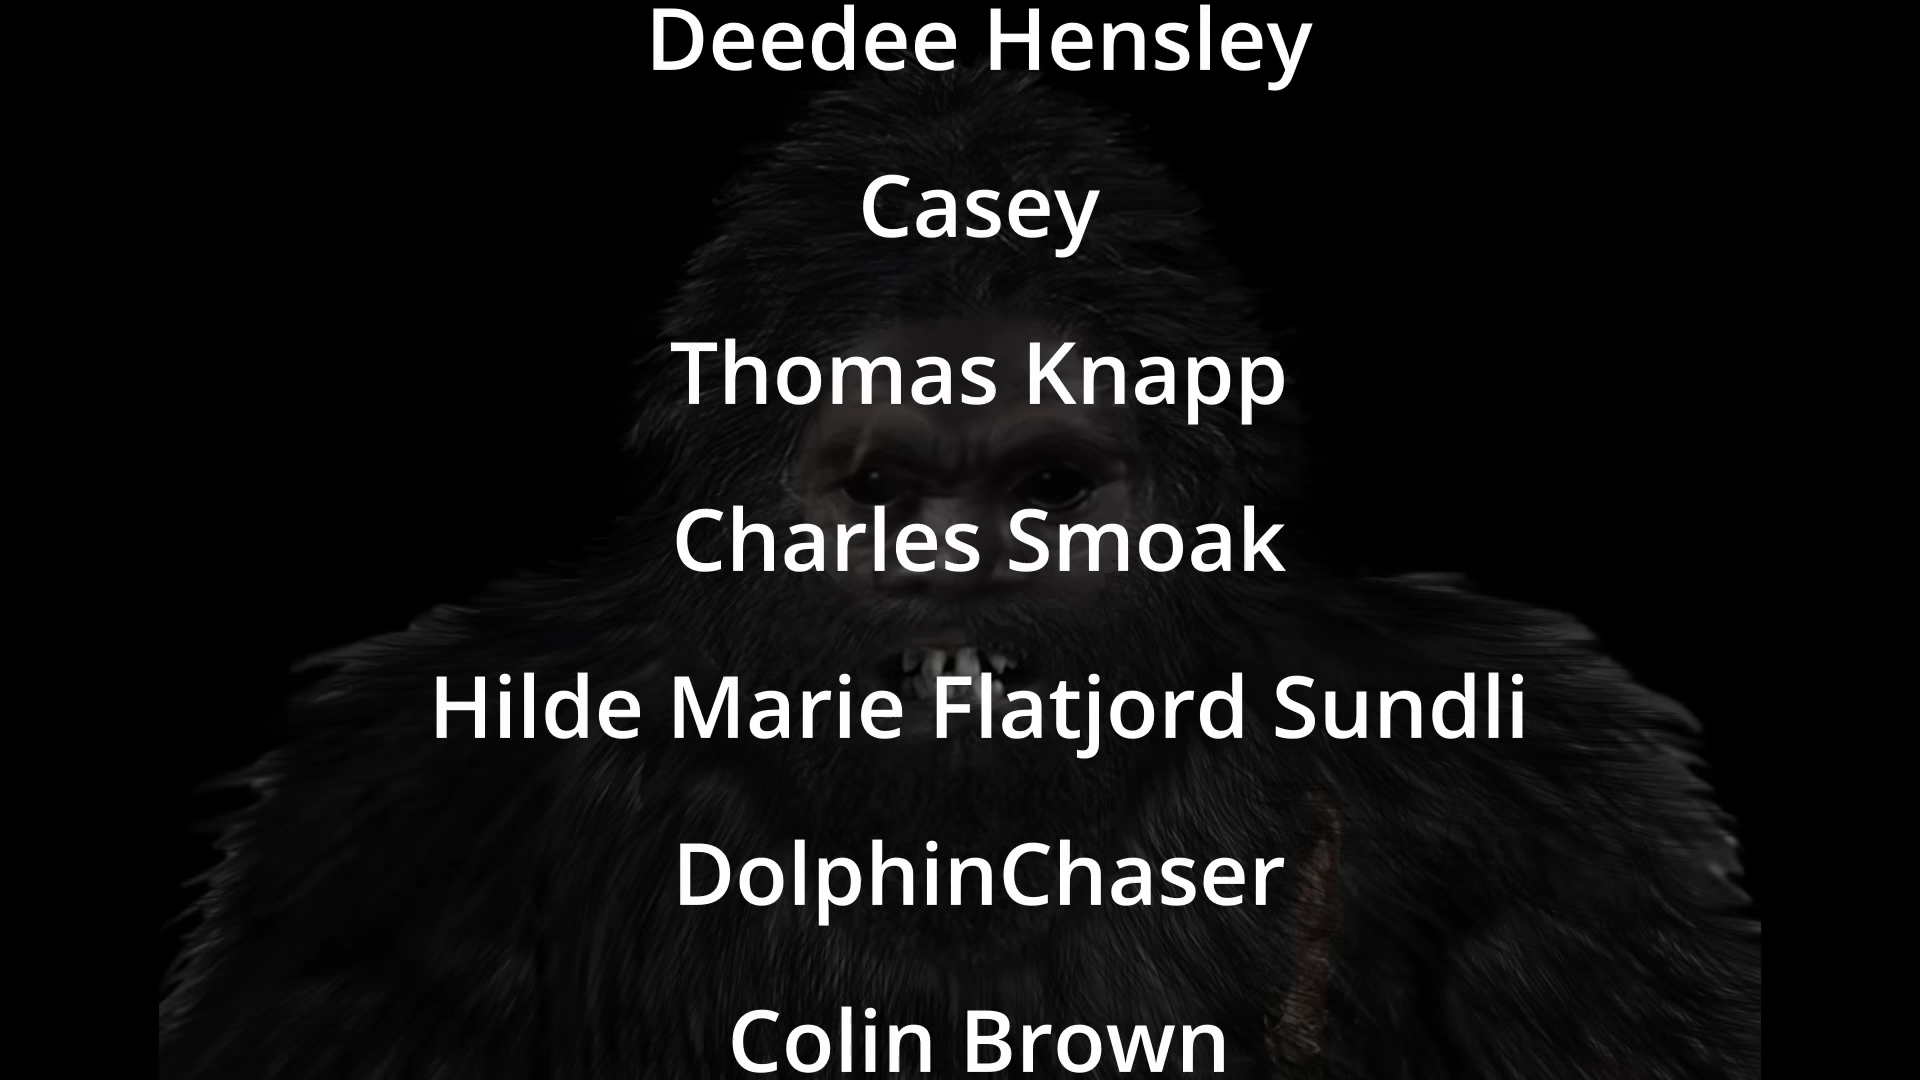 Deedee Hensley
Casey
Thomas Knapp
Charles Smoak
Hilde Marie Flatjord Sundli
DolphinChaser
Colin Brown